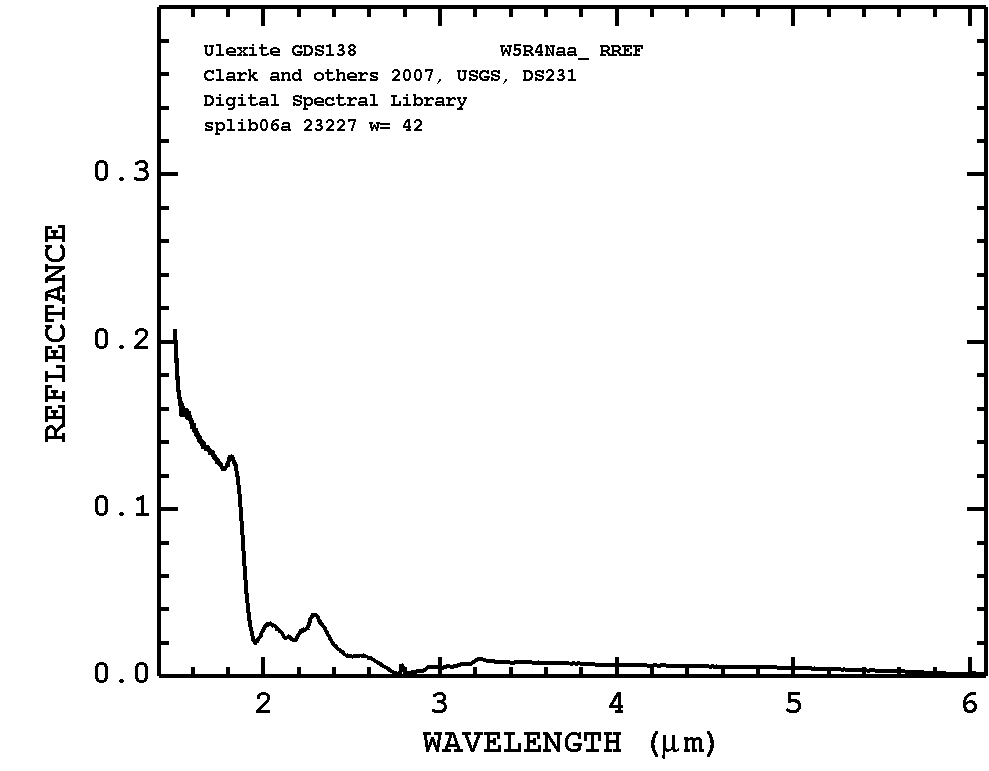 Ulexite GDS138 W5R4Naa_ RREF
Clark and others 2007, USGS, DS231
Digital Spectral Library
splib06a 23227 w= 42
0.3
0.2
0.1
0.0
REFLECTANCE
2 3 4 5 6
WAVELENGTH (μm)